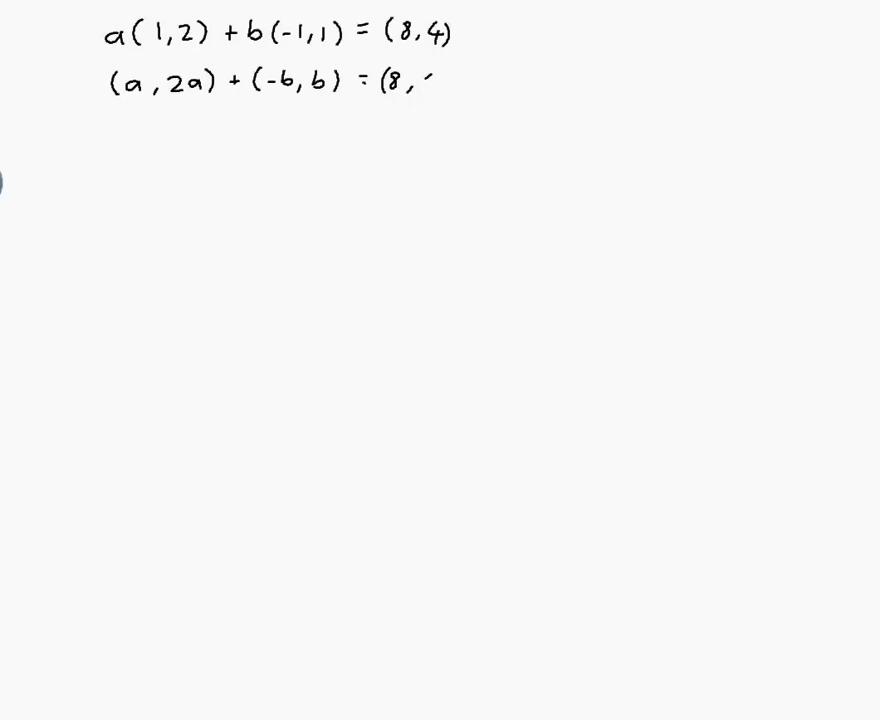 a(1,2) + b(-1,1) = (8,4)
(a,2a) + (-b,b) = (8,